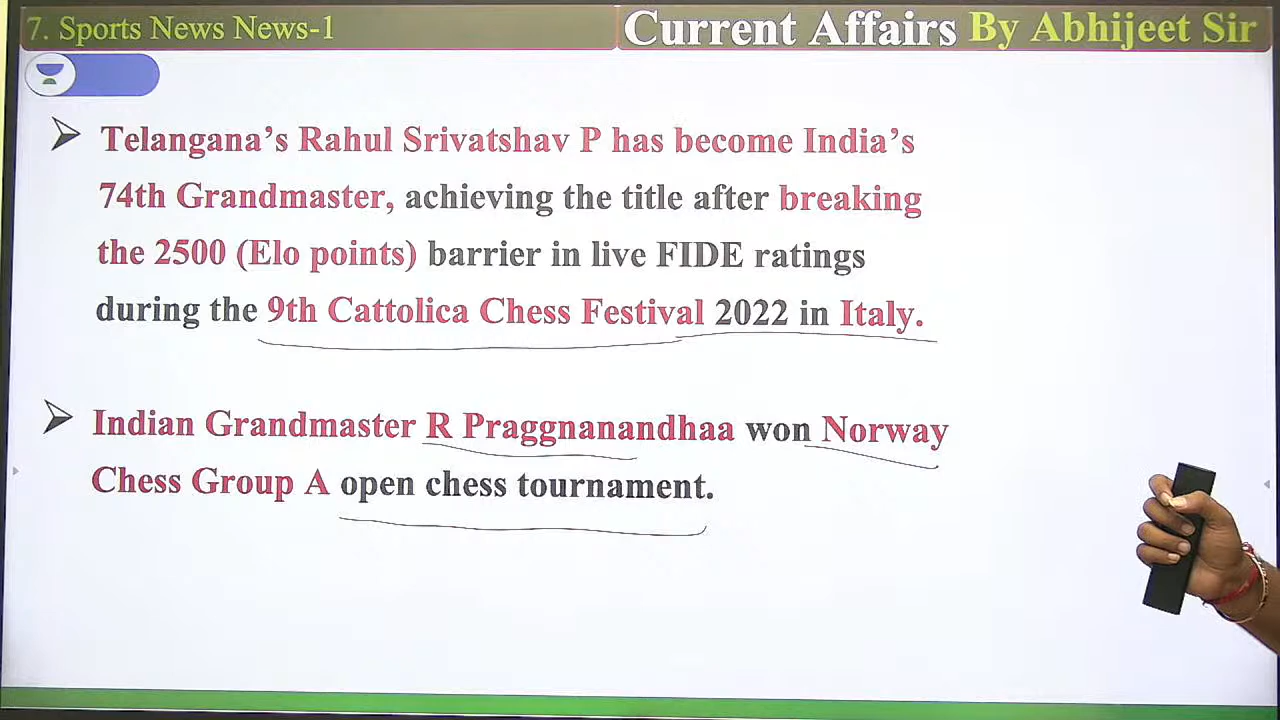 7. Sports News News-1
Current Affairs By Abhijeet Sir
Telangana’s Rahul Srivatshav P has become India’s
74th Grandmaster, achieving the title after breaking
the 2500 (Elo points) barrier in live FIDE ratings
during the 9th Cattolica Chess Festival 2022 in Italy.
Indian Grandmaster R Praggnanandhaa won Norway
Chess Group A open chess tournament.